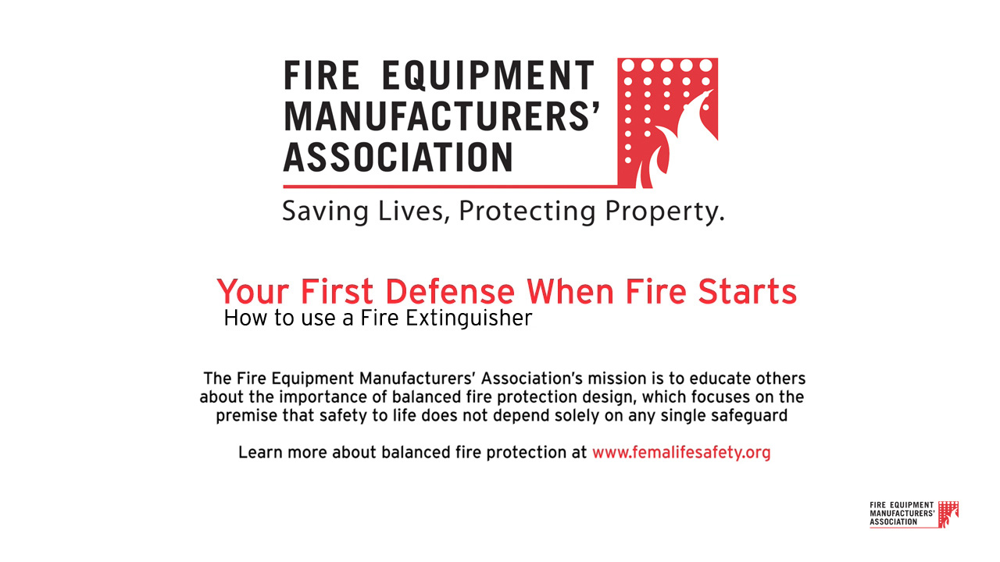 FIRE EQUIPMENT
MANUFACTURERS’
ASSOCIATION
Saving Lives, Protecting Property.
Your First Defense When Fire Starts
How to use a Fire Extinguisher
The Fire Equipment Manufacturers’ Association’s mission is to educate others
about the importance of balanced fire protection design, which focuses on the
premise that safety to life does not depend solely on any single safeguard
Learn more about balanced fire protection at www.femalifesafety.org
FIRE EQUIPMENT
MANUFACTURERS’
ASSOCIATION